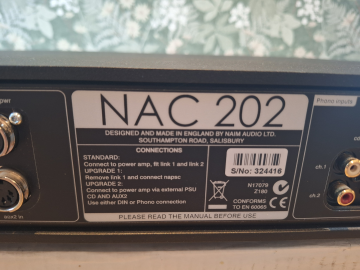 NAC 202
DESIGNED AND MADE IN ENGLAND BY NAIM AUDIO LTD.
SOUTHAMPTON ROAD, SALISBURY
CONNECTIONS
STANDARD:
Connect to power amp, fit link 1 and link 2
UPGRADE 1:
Remove link 1 and connect napsc
UPGRADE 2:
Connect to power amp via external PSU
CD AND AUX2
Use either DIN or Phono connection
S/No: 324416
N17079
Z180
CONFORMS
TO EN 60065
PLEASE READ THE MANUAL BEFORE USE
aux2 in
Phono inputs
ch.1
ch.2